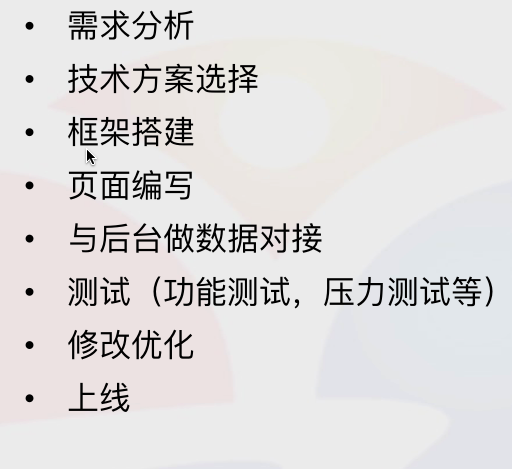 • 需求分析
• 技术方案选择
• 框架搭建
• 页面编写
• 与后台做数据对接
• 测试（功能测试，压力测试等）
• 修改优化
• 上线